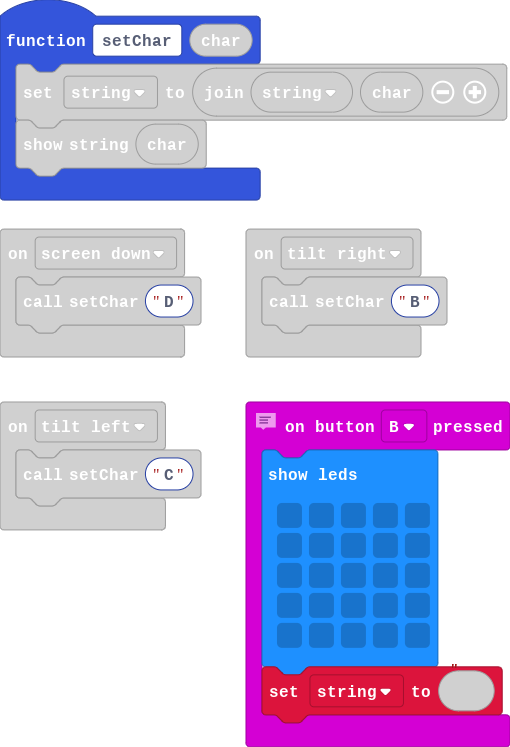 function setChar char
set string to join string char
show string char
on screen down
call setChar "D"
on tilt right
call setChar "B"
on tilt left
call setChar "C"
on button B pressed
show leds
set string to "